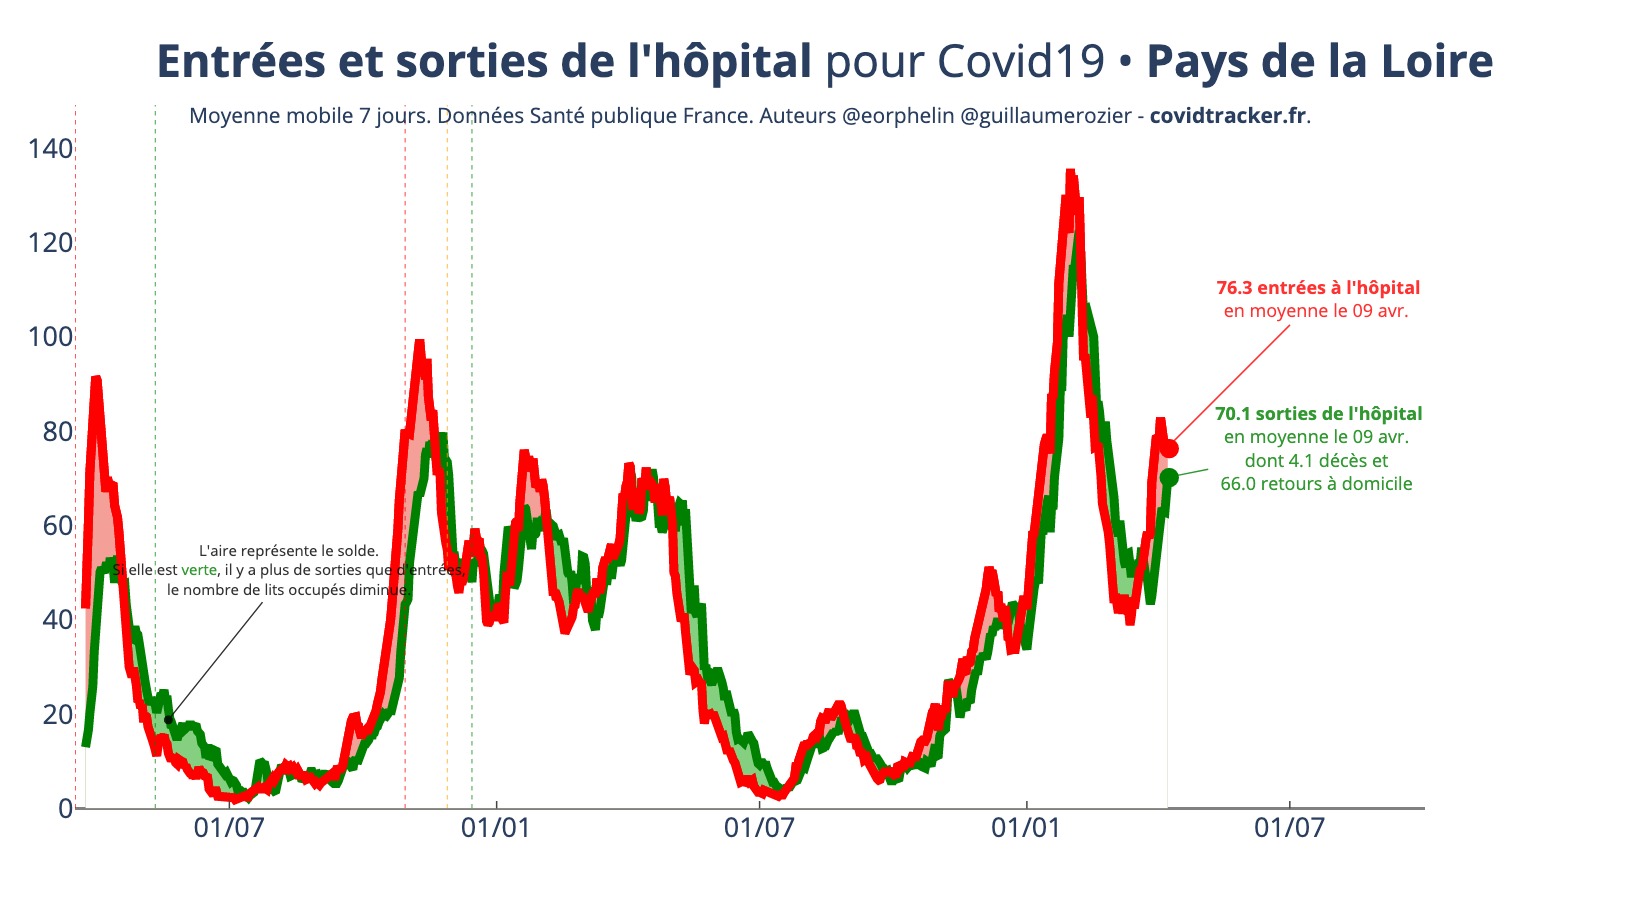 Entrées et sorties de l'hôpital pour Covid19 • Pays de la Loire
Moyenne mobile 7 jours. Données Santé publique France. Auteurs @eorphelin @guillaumerozier - covidtracker.fr.
140
120
100
80
60
40
20
0
76.3 entrées à l'hôpital
en moyenne le 09 avr.
70.1 sorties de l'hôpital
en moyenne le 09 avr.
dont 4.1 décès et
66.0 retours à domicile
L'aire représente le solde.
Si elle est verte, il y a plus de sorties que d'entrées,
le nombre de lits occupés diminue.
01/07
01/01
01/07
01/01
01/07